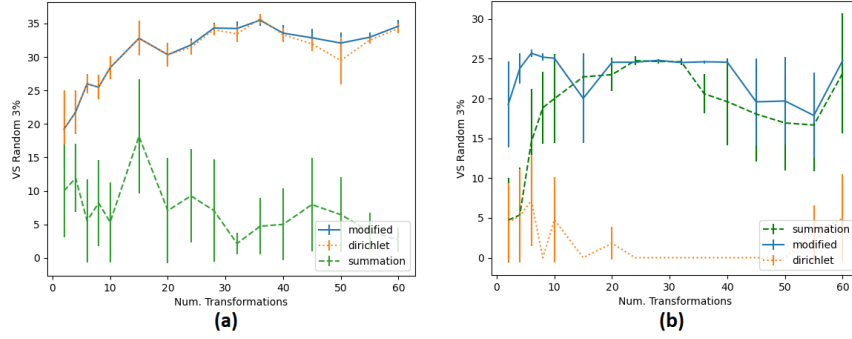 35
30
25
20
15
10
5
0
VS Random 3%
modified
dirichlet
summation
0 10 20 30 40 50 60
Num. Transformations
(a)
30
25
20
15
10
5
0
VS Random 3%
summation
modified
dirichlet
0 10 20 30 40 50 60
Num. Transformations
(b)